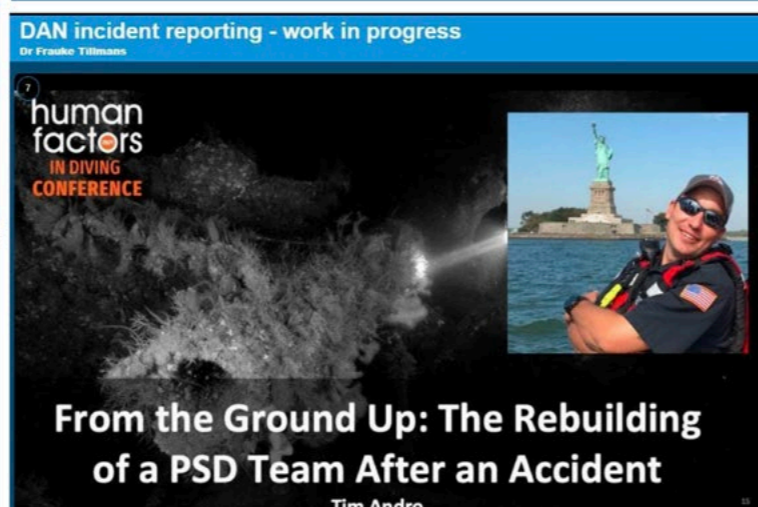 DAN incident reporting - work in progress
Dr Frauke Tillmans
7
human
factors
IN DIVING
CONFERENCE
From the Ground Up: The Rebuilding
of a PSD Team After an Accident
Tim Andro
15